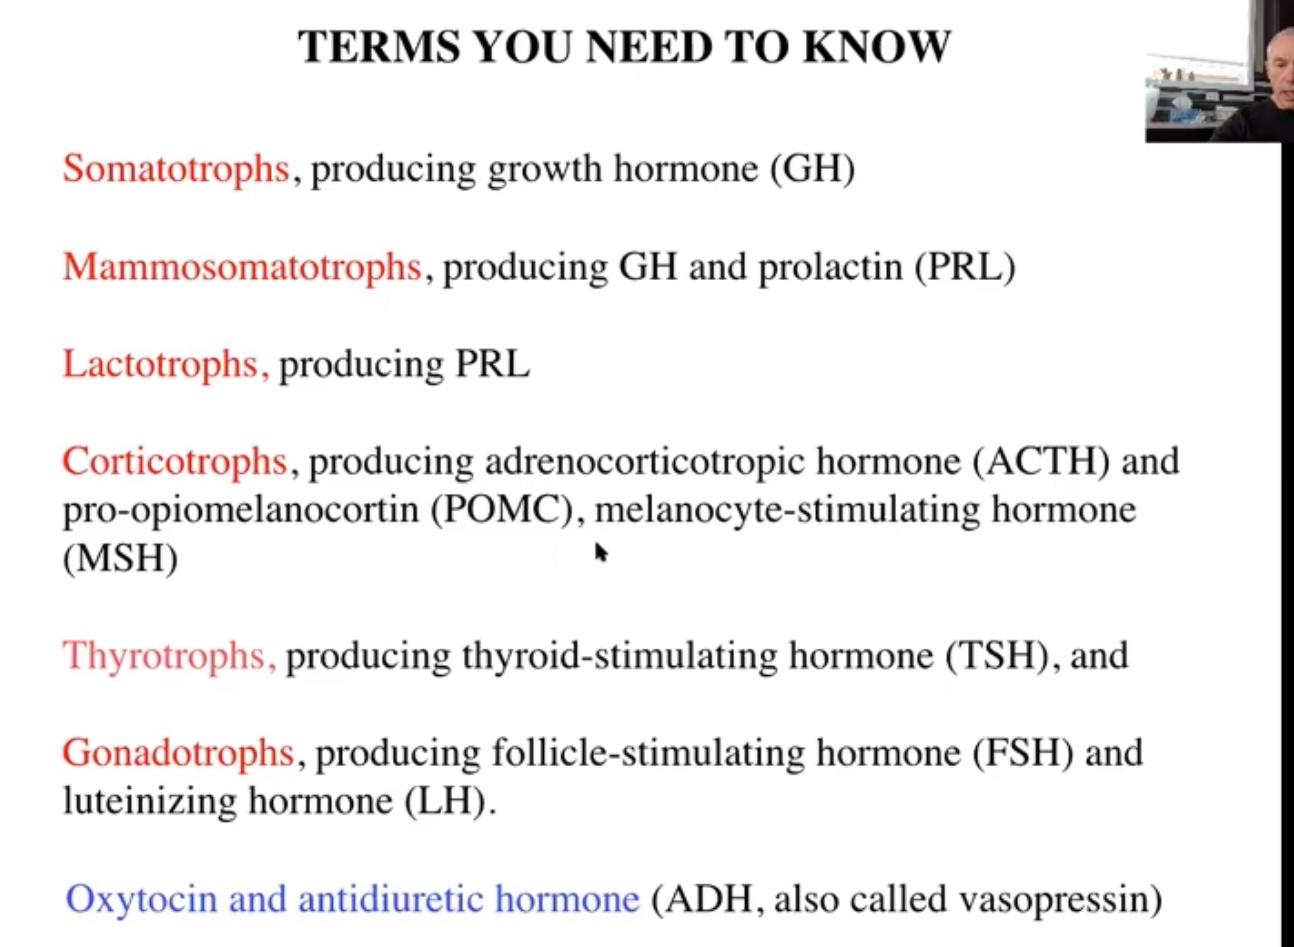 TERMS YOU NEED TO KNOW
Somatotrophs, producing growth hormone (GH)
Mammosomatotrophs, producing GH and prolactin (PRL)
Lactotrophs, producing PRL
Corticotrophs, producing adrenocorticotropic hormone (ACTH) and
pro-opiomelanocortin (POMC), melanocyte-stimulating hormone
(MSH)
Thyrotrophs, producing thyroid-stimulating hormone (TSH), and
Gonadotrophs, producing follicle-stimulating hormone (FSH) and
luteinizing hormone (LH).
Oxytocin and antidiuretic hormone (ADH, also called vasopressin)